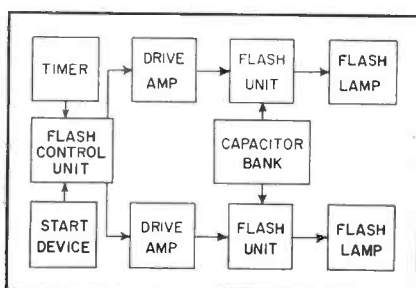 TIMER
DRIVE
AMP
FLASH
UNIT
FLASH
LAMP
FLASH
CONTROL
UNIT
CAPACITOR
BANK
START
DEVICE
DRIVE
AMP
FLASH
UNIT
FLASH
LAMP